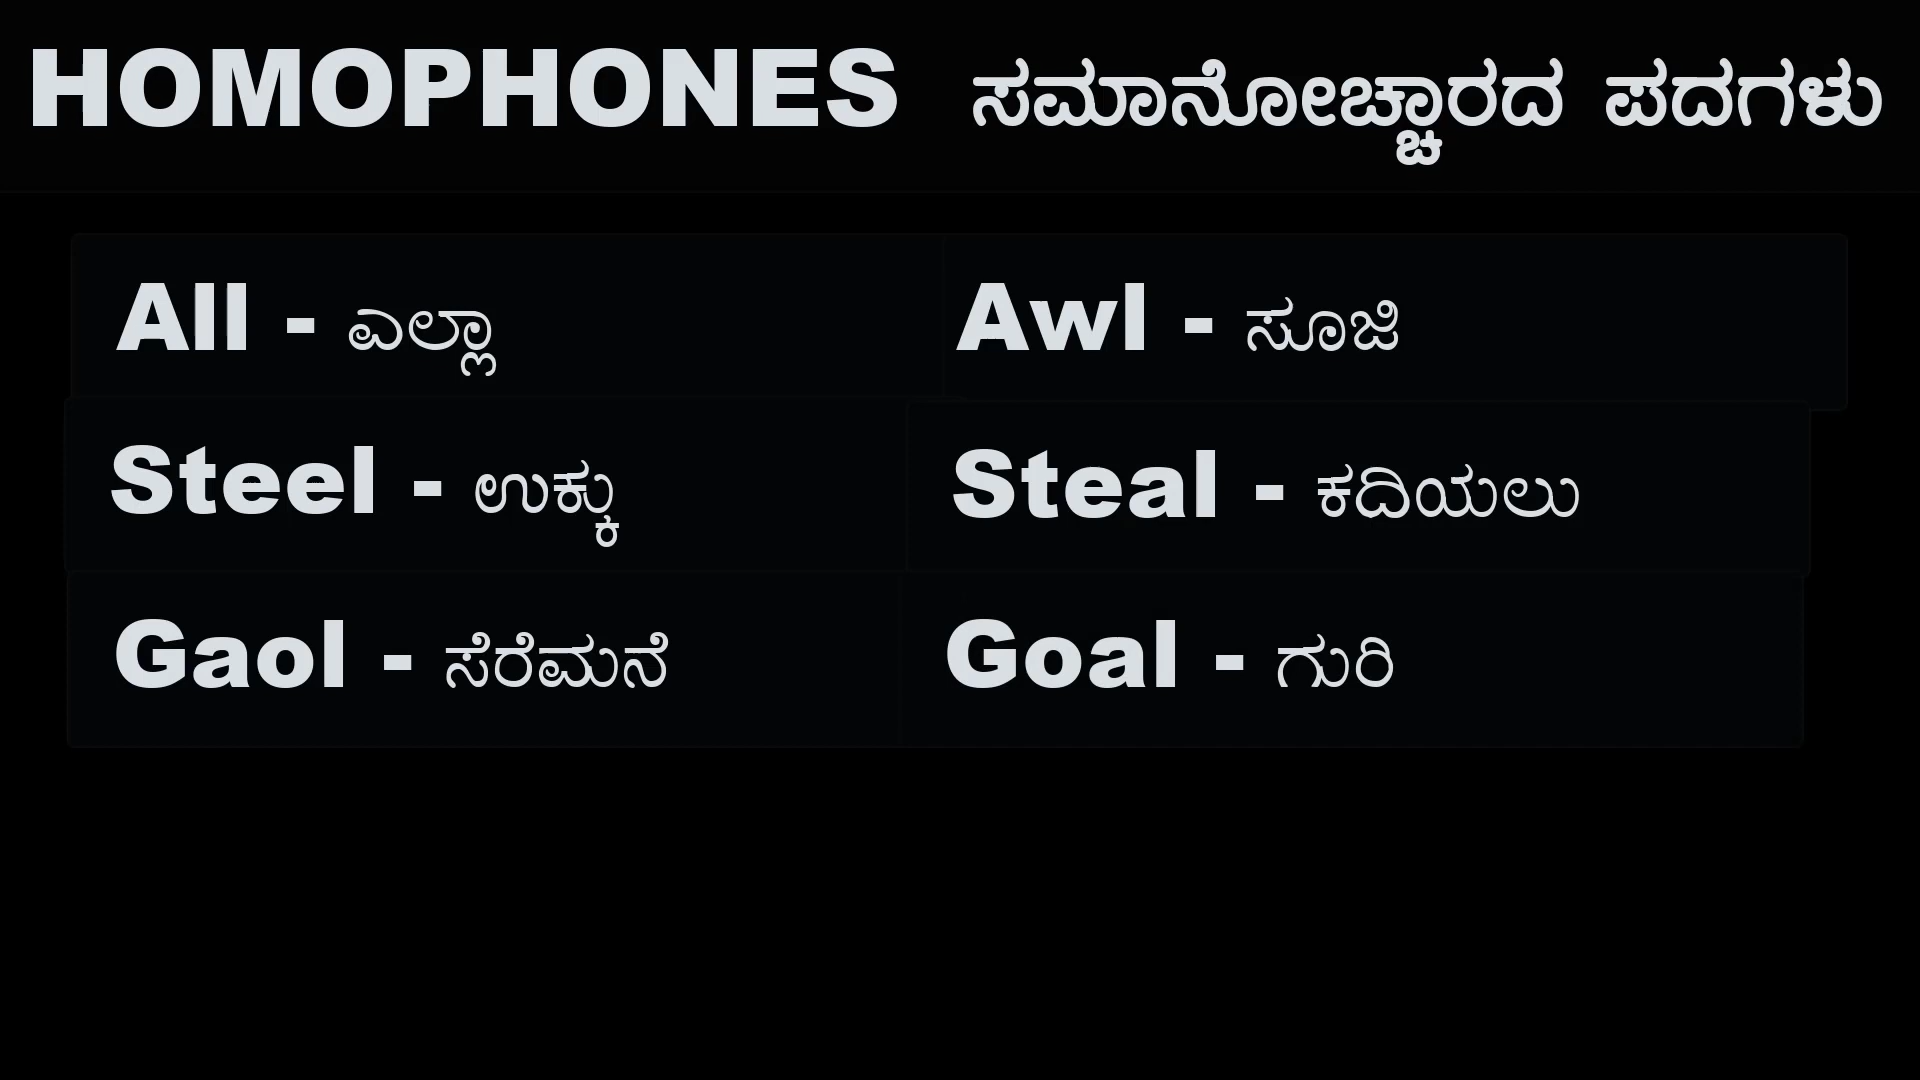 HOMOPHONES ಸಮಾನೋಚ್ಚಾರದ ಪದಗಳು
All - ಎಲ್ಲಾ Awl - ಸೂಜಿ
Steel - ಉಕ್ಕು Steal - ಕದಿಯಲು
Gaol - ಸೆರೆಮನೆ Goal - ಗುರಿ